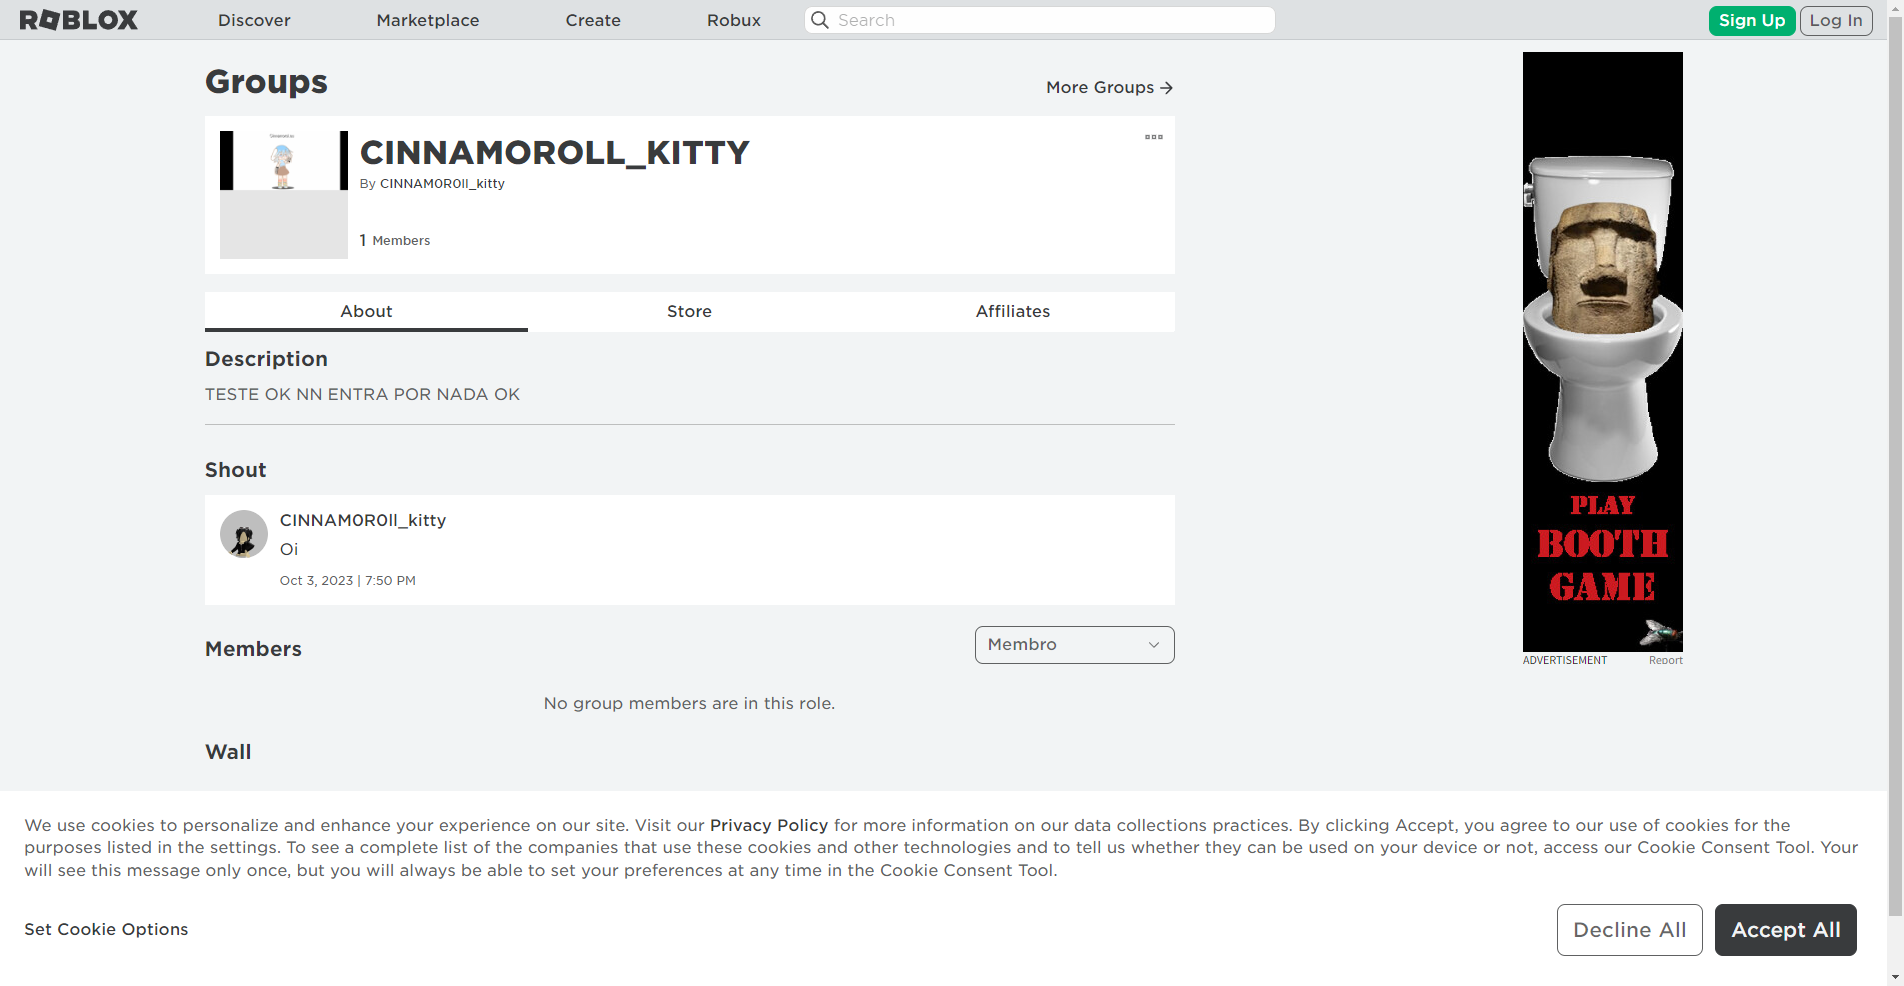 ROBLOX
Discover
Marketplace
Create
Robux
Search
Sign Up
Log In
Groups
More Groups
CINNAMOROLL_KITTY
By CINNAM0R0ll_kitty
1 Members
About
Store
Affiliates
Description
TESTE OK NN ENTRA POR NADA OK
Shout
CINNAM0R0ll_kitty
Oi
Oct 3, 2023 | 7:50 PM
Members
Membro
No group members are in this role.
Wall
PLAY
BOOTH
GAME
ADVERTISEMENT
Report
We use cookies to personalize and enhance your experience on our site. Visit our Privacy Policy for more information on our data collections practices. By clicking Accept, you agree to our use of cookies for the
purposes listed in the settings. To see a complete list of the companies that use these cookies and other technologies and to tell us whether they can be used on your device or not, access our Cookie Consent Tool. Your
will see this message only once, but you will always be able to set your preferences at any time in the Cookie Consent Tool.
Set Cookie Options
Decline All
Accept All